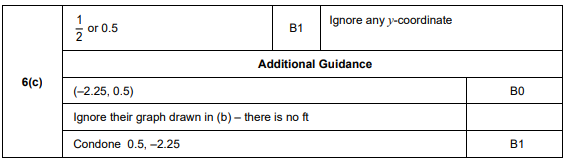 6(c)
1/2 or 0.5 B1 Ignore any y-coordinate
Additional Guidance
(–2.25, 0.5) B0
Ignore their graph drawn in (b) – there is no ft
Condone 0.5, –2.25 B1